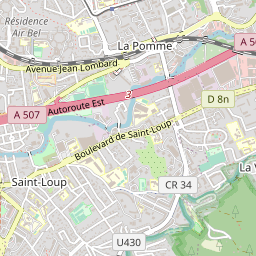 Résidence
Air Bel
La Pomme
Avenue Jean Lombard
A 50
3
A 507
Autoroute Est
D 8n
Boulevard de Saint-Loup
La V
Saint-Loup
CR 34
U430